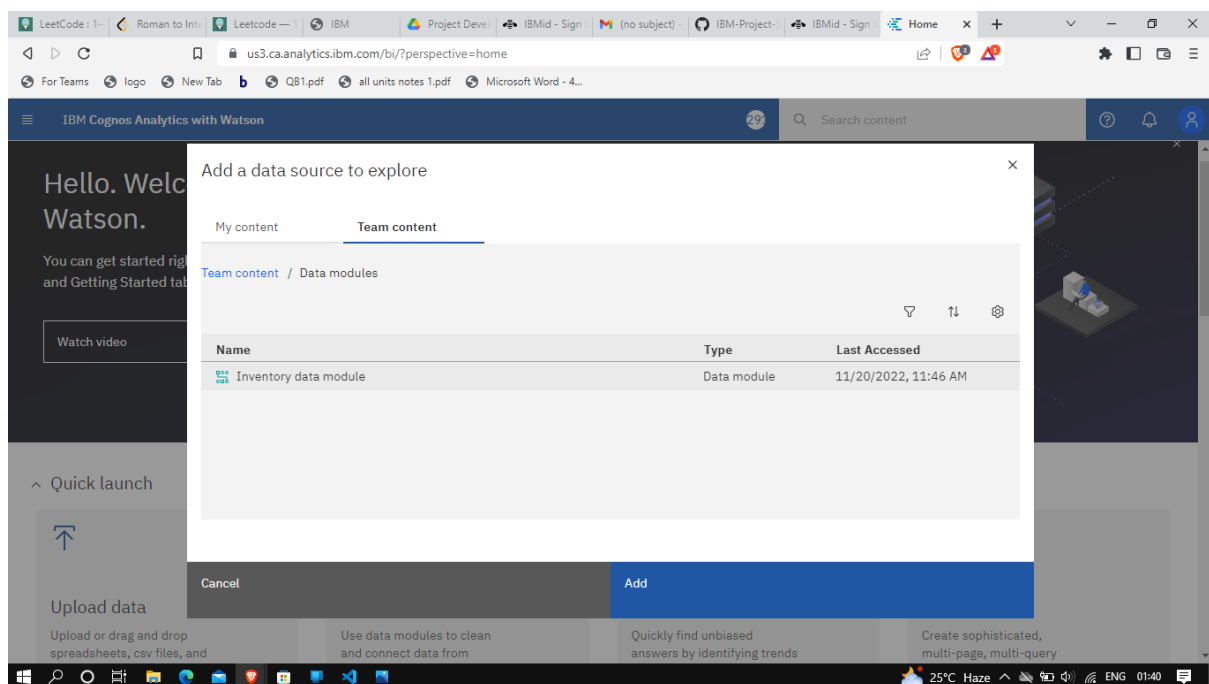 LeetCode : 1– Roman to Inte Leetcode — 1 IBM Project Devel IBMid - Sign (no subject) - IBM-Project-3 IBMid - Sign Home
us3.ca.analytics.ibm.com/bi/?perspective=home
For Teams logo New Tab b QB1.pdf all units notes 1.pdf Microsoft Word - 4...
IBM Cognos Analytics with Watson 29 Search content
Hello. Welc
Watson.
You can get started rig
and Getting Started tab
Watch video
Add a data source to explore
My content Team content
Team content / Data modules
Name Type Last Accessed
Inventory data module Data module 11/20/2022, 11:46 AM
Cancel Add
Quick launch
Upload data
Upload or drag and drop
spreadsheets, csv files, and
Use data modules to clean
and connect data from
Quickly find unbiased
answers by identifying trends
Create sophisticated,
multi-page, multi-query
25°C Haze ENG 01:40